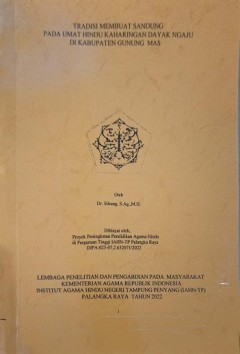 TRADISI MEMBUAT SANDUNG
PADA UMAT HINDU KAHARINGAN DAYAK NGAJU
DI KABUPATEN GUNUNG MAS
Oleh
Dr. Sihung, S.Ag.,M.Si
Dibiayai oleh,
Proyek Peningkatan Pendidikan Agama Hindu
di Perguruan Tinggi IAHN-TP Palangka Raya
LEMBAGA PENELITIAN DAN PENGABDIAN PADA MASYARAKAT
KEMENTERIAN AGAMA REPUBLIK INDONESIA
INSTITUT AGAMA HINDU NEGERI TAMPUNG PENYANG (IAHN-TP)
PALANGKA RAYA TAHUN 2022